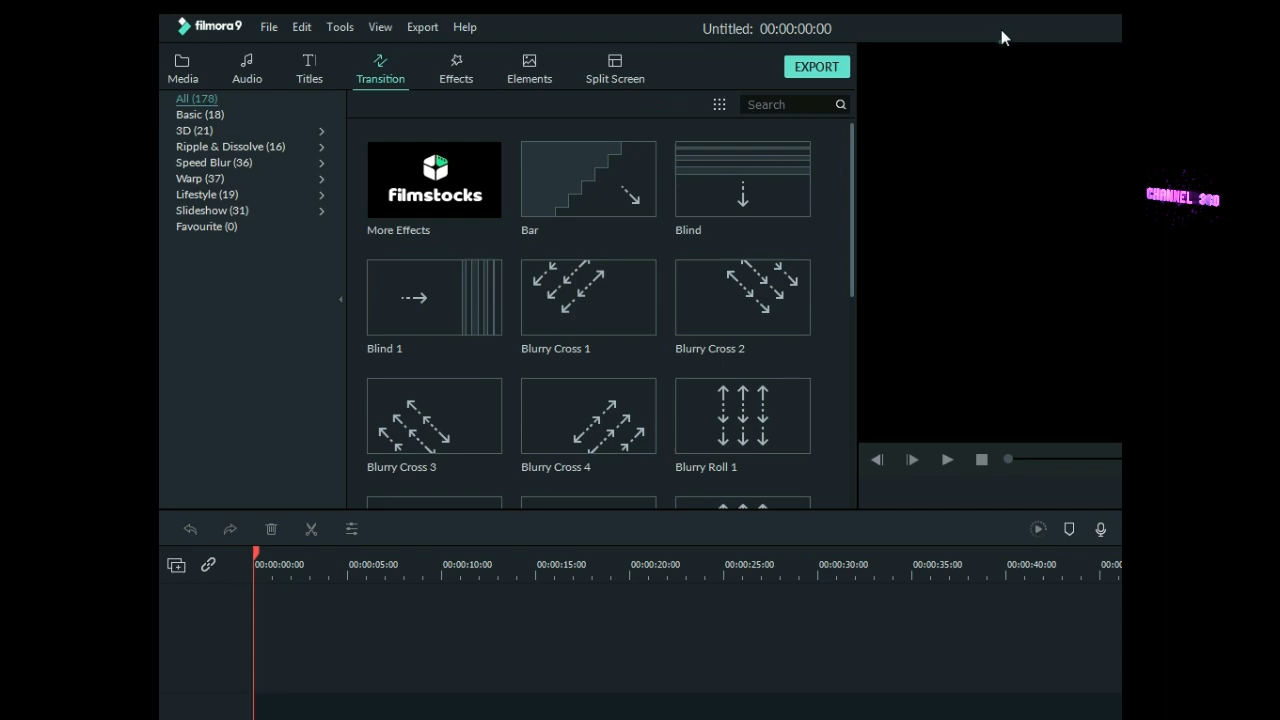 filmora9 File Edit Tools View Export Help Untitled: 00:00:00:00
Media Audio Titles Transition Effects Elements Split Screen EXPORT
All (178)
Basic (18)
3D (21)
Ripple & Dissolve (16)
Speed Blur (36)
Warp (37)
Lifestyle (19)
Slideshow (31)
Favourite (0)
Search
filmstocks
More Effects Bar Blind
Blind 1 Blurry Cross 1 Blurry Cross 2
Blurry Cross 3 Blurry Cross 4 Blurry Roll 1
CHANNEL 360
00:00:00:00 00:00:05:00 00:00:10:00 00:00:15:00 00:00:20:00 00:00:25:00 00:00:30:00 00:00:35:00 00:00:40:00 00:00